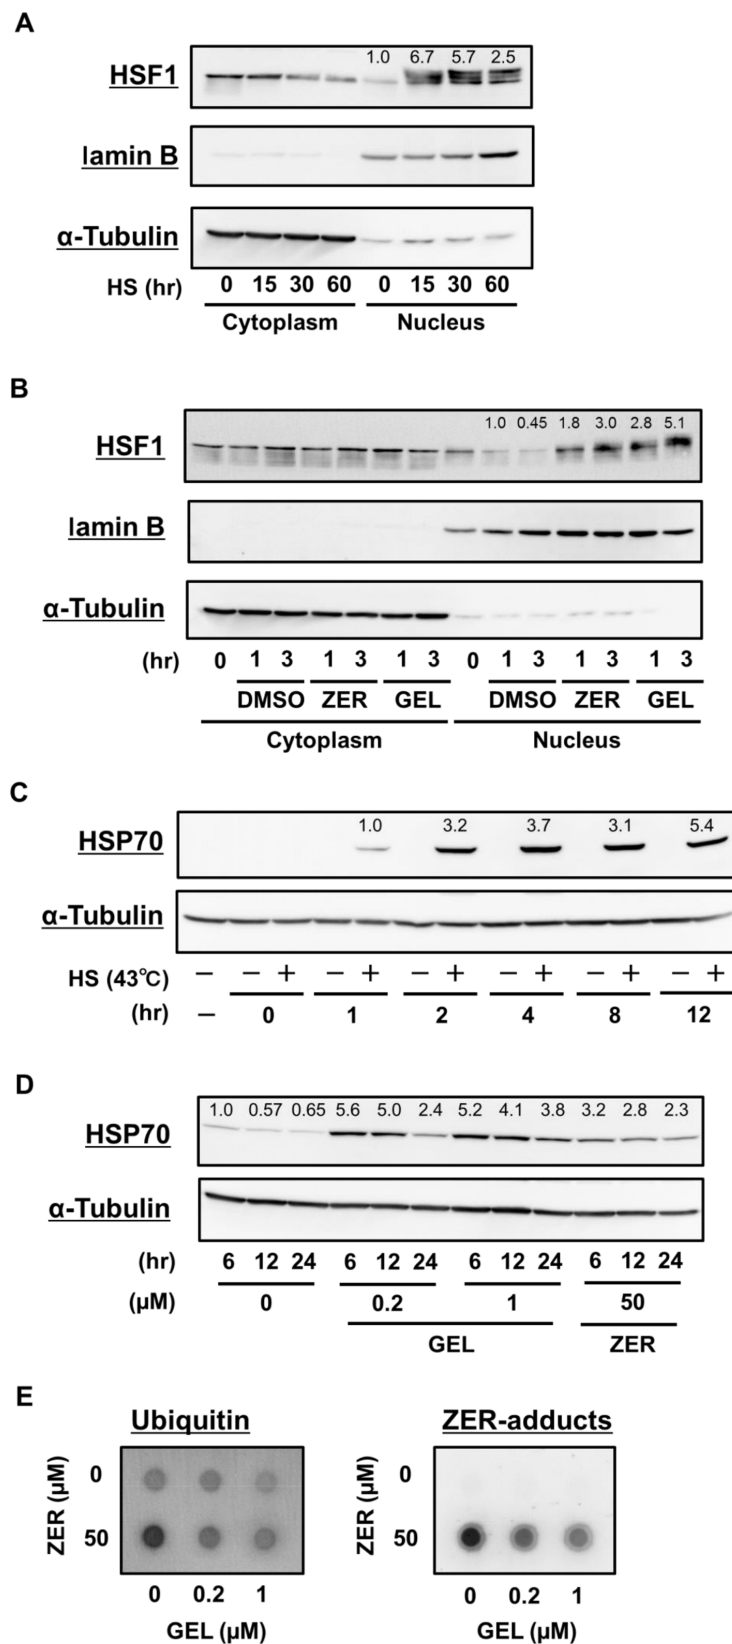 A
HSF1
1.0 6.7 5.7 2.5
lamin B
α-Tubulin
HS (hr) 0 15 30 60 0 15 30 60
Cytoplasm Nucleus
B
HSF1
1.0 0.45 1.8 3.0 2.8 5.1
lamin B
α-Tubulin
(hr) 0 1 3 1 3 1 3 0 1 3 1 3 1 3
DMSO ZER GEL DMSO ZER GEL
Cytoplasm Nucleus
C
HSP70
1.0 3.2 3.7 3.1 5.4
α-Tubulin
HS (43℃) − − + − + − + − + − + − +
(hr) − 0 1 2 4 8 12
D
HSP70
1.0 0.57 0.65 5.6 5.0 2.4 5.2 4.1 3.8 3.2 2.8 2.3
α-Tubulin
(hr) 6 12 24 6 12 24 6 12 24 6 12 24
(μM) 0 0.2 1 50
GEL ZER
E
Ubiquitin ZER-adducts
ZER (μM) 0 50
0 0.2 1
GEL (μM)
ZER (μM) 0 50
0 0.2 1
GEL (μM)